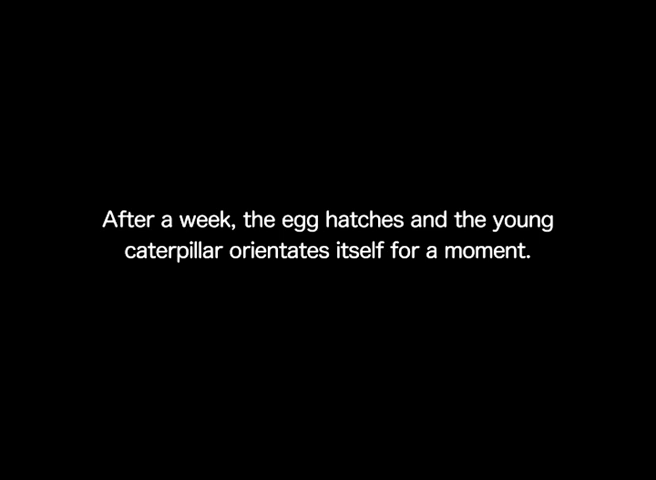 After a week, the egg hatches and the young
caterpillar orientates itself for a moment.